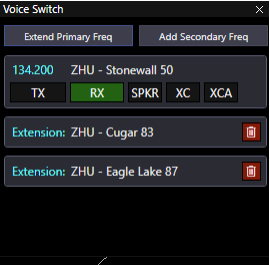 Voice Switch
Extend Primary Freq Add Secondary Freq
134.200 ZHU - Stonewall 50
TX RX SPKR XC XCA
Extension: ZHU - Cugar 83
Extension: ZHU - Eagle Lake 87